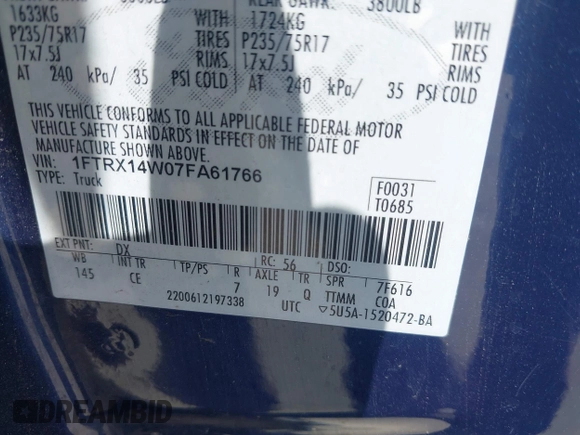 3800LB
1633KG 1724KG
P235/75R17 TIRES P235/75R17 TIRES
17x7.5J RIMS 17x7.5J RIMS
AT 240 kPa/ 35 PSI COLD AT 240 kPa/ 35 PSI COLD
THIS VEHICLE CONFORMS TO ALL APPLICABLE FEDERAL MOTOR
VEHICLE SAFETY STANDARDS IN EFFECT ON THE DATE OF
MANUFACTURE SHOWN ABOVE.
VIN: 1FTRX14W07FA61766
TYPE: Truck
F0031
T0685
EXT PNT: DX RC: 56 DSO:
WB INT TR TP/PS R AXLE TR SPR 7F616
145 CE 7 19 Q TTMM COA
2200612197338 UTC ▽5U5A-1520472-BA
DREAMBID